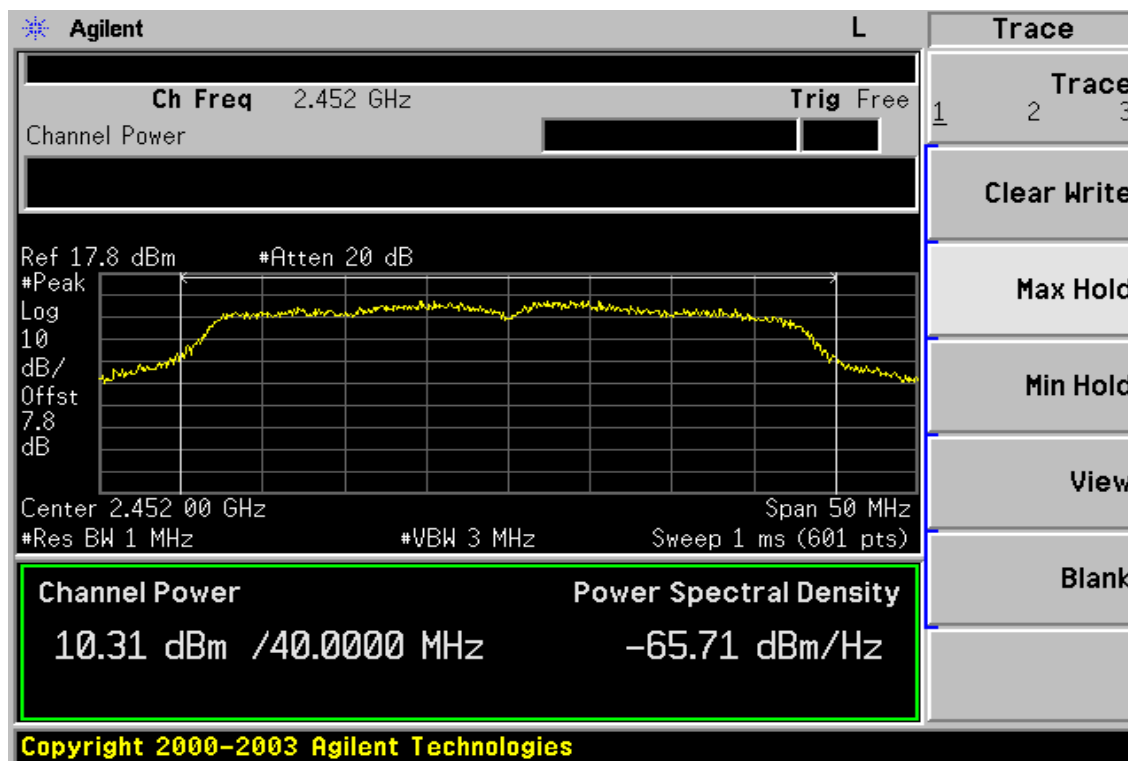 Agilent L Trace
Ch Freq 2.452 GHz Trig Free
Channel Power
Trace
1 2 3
Clear Write
Ref 17.8 dBm #Atten 20 dB
#Peak
Log
10
dB/
Offst
7.8
dB
Max Hold
Min Hold
View
Center 2.452 00 GHz Span 50 MHz
#Res BW 1 MHz #VBW 3 MHz Sweep 1 ms (601 pts)
Blank
Channel Power Power Spectral Density
10.31 dBm /40.0000 MHz -65.71 dBm/Hz
Copyright 2000-2003 Agilent Technologies